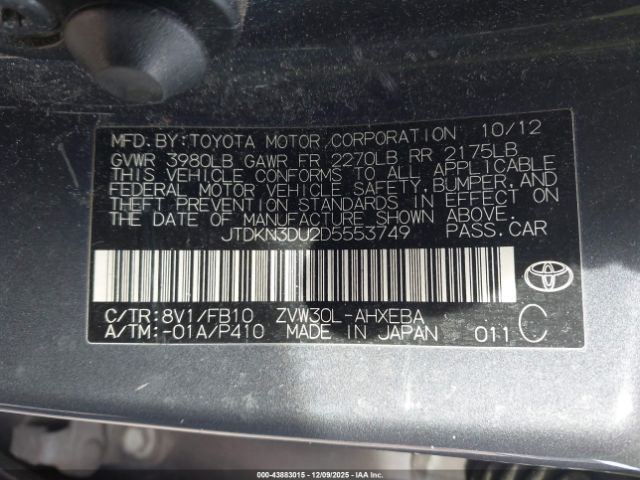 MFD.BY:TOYOTA MOTOR CORPORATION 10/12
GVWR 3980LB GAWR FR 2270LB RR 2175LB
THIS VEHICLE CONFORMS TO ALL APPLICABLE
FEDERAL MOTOR VEHICLE SAFETY,BUMPER,AND
THEFT PREVENTION STANDARDS IN EFFECT ON
THE DATE OF MANUFACTURE SHOWN ABOVE.
JTDKN3DU2D5553749 PASS.CAR
C/TR:8V1/FB10 ZVW30L-AHXEBA
A/TM:-01A/P410 MADE IN JAPAN 011 C
000-43883015 - 12/09/2025 - IAA Holdings, LLC